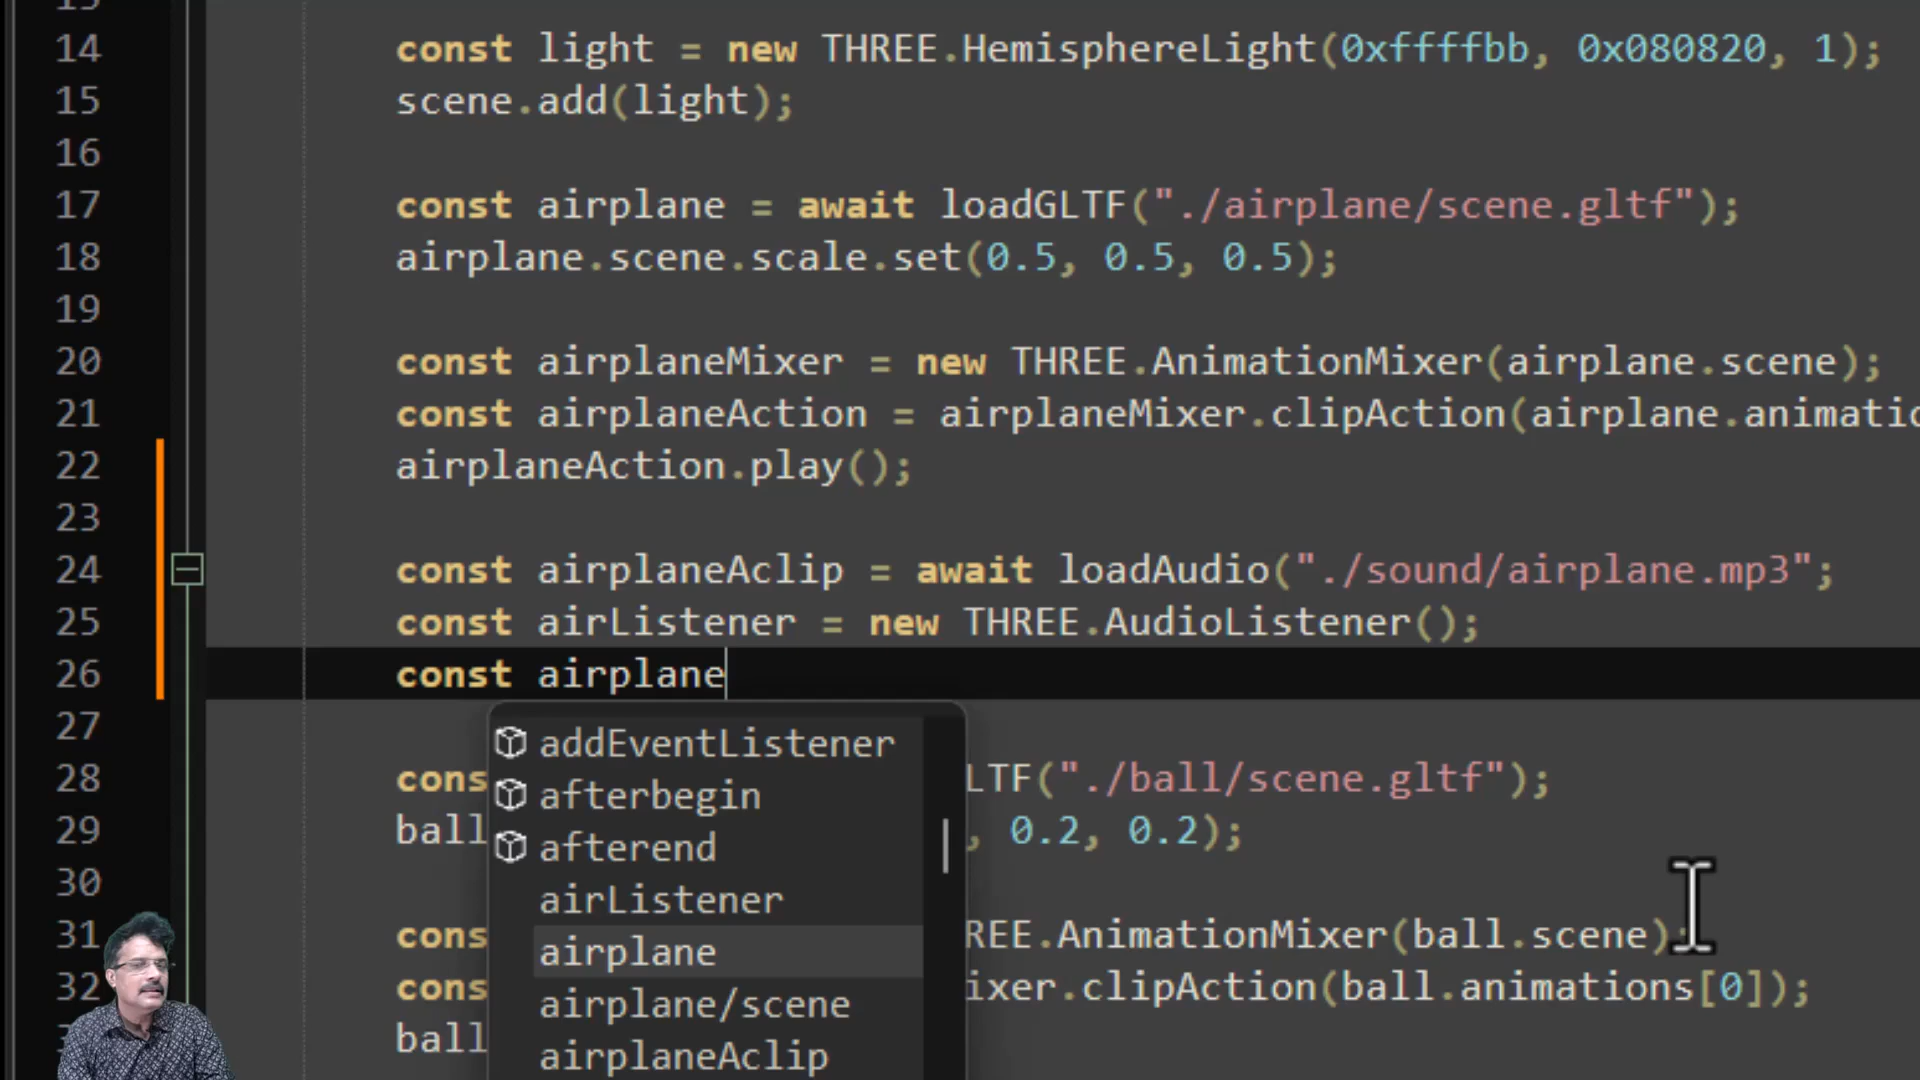 14 const light = new THREE.HemisphereLight(0xffffbb, 0x080820, 1);
15 scene.add(light);
16
17 const airplane = await loadGLTF("./airplane/scene.gltf");
18 airplane.scene.scale.set(0.5, 0.5, 0.5);
19
20 const airplaneMixer = new THREE.AnimationMixer(airplane.scene);
21 const airplaneAction = airplaneMixer.clipAction(airplane.animatio
22 airplaneAction.play();
23
24 const airplaneAclip = await loadAudio("./sound/airplane.mp3";
25 const airListener = new THREE.AudioListener();
26 const airplane
27 addEventListener
28 cons LTF("./ball/scene.gltf");
afterbegin
29 ball , 0.2, 0.2);
afterend
30 airListener
31 cons REE.AnimationMixer(ball.scene)
airplane
32 cons ixer.clipAction(ball.animations[0]);
airplane/scene
ball
airplaneAclip